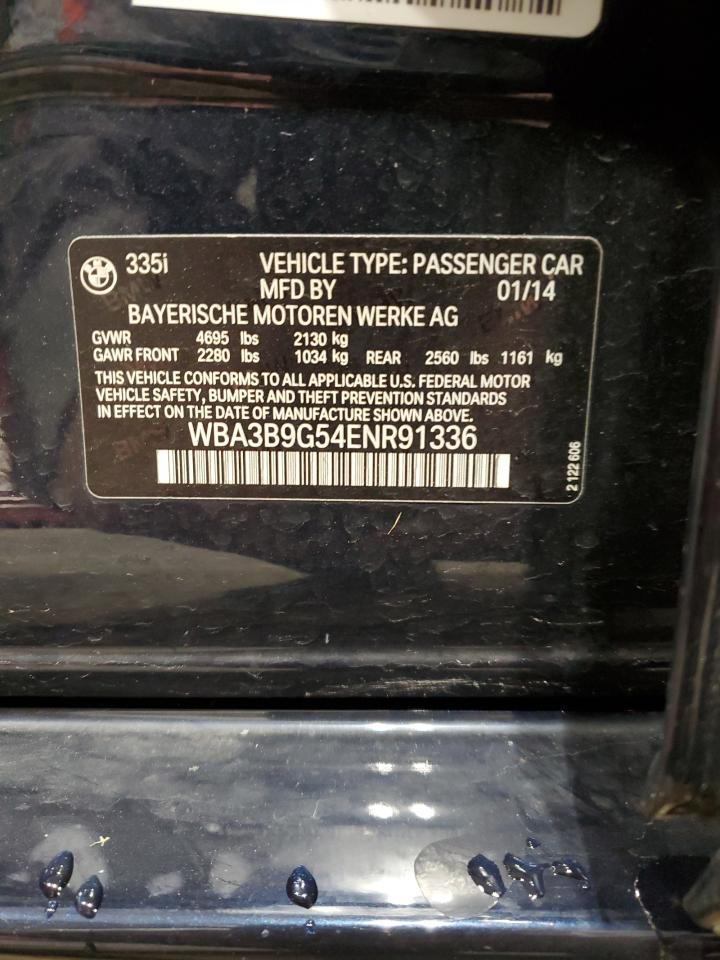 335i VEHICLE TYPE: PASSENGER CAR
MFD BY 01/14
BAYERISCHE MOTOREN WERKE AG
GVWR 4695 lbs 2130 kg
GAWR FRONT 2280 lbs 1034 kg REAR 2560 lbs 1161 kg
THIS VEHICLE CONFORMS TO ALL APPLICABLE U.S. FEDERAL MOTOR
VEHICLE SAFETY, BUMPER AND THEFT PREVENTION STANDARDS
IN EFFECT ON THE DATE OF MANUFACTURE SHOWN ABOVE.
WBA3B9G54ENR91336
2 122 606